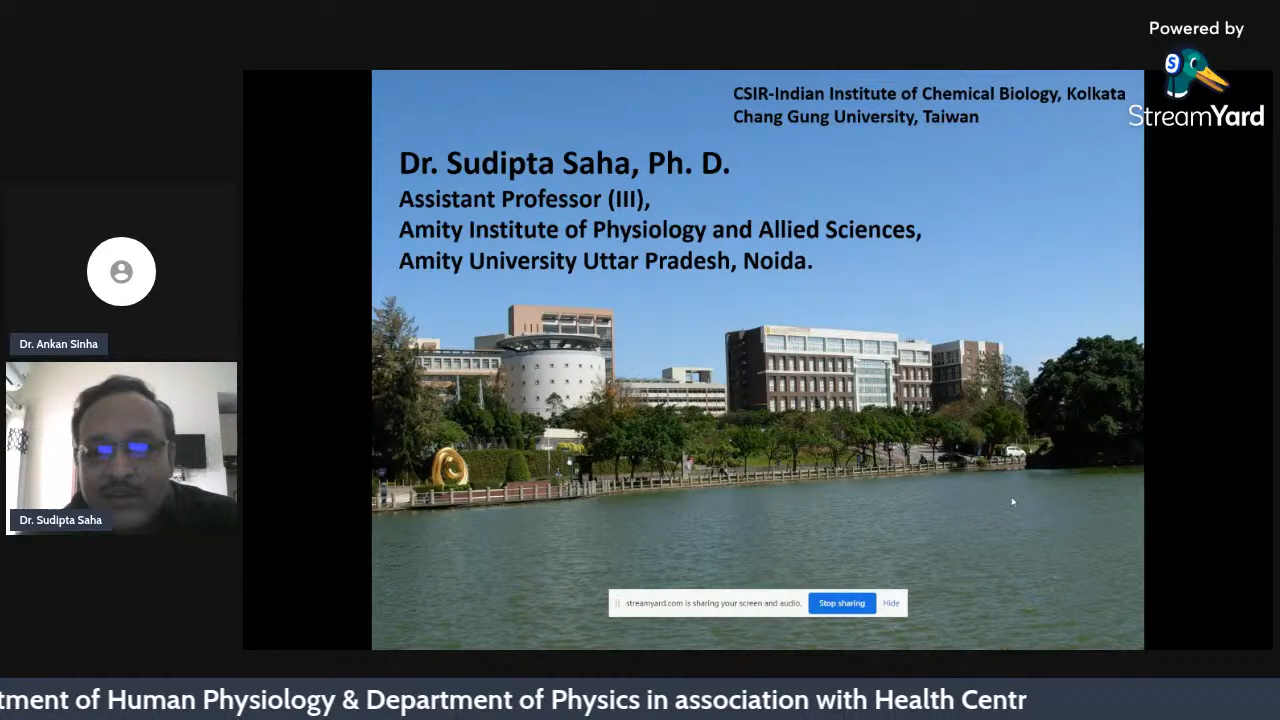 Powered by
StreamYard
CSIR-Indian Institute of Chemical Biology, Kolkata
Chang Gung University, Taiwan
Dr. Sudipta Saha, Ph. D.
Assistant Professor (III),
Amity Institute of Physiology and Allied Sciences,
Amity University Uttar Pradesh, Noida.
Dr. Ankan Sinha
Dr. Sudipta Saha
streamyard.com is sharing your screen and audio.
Stop sharing
Hide
tment of Human Physiology & Department of Physics in association with Health Centr